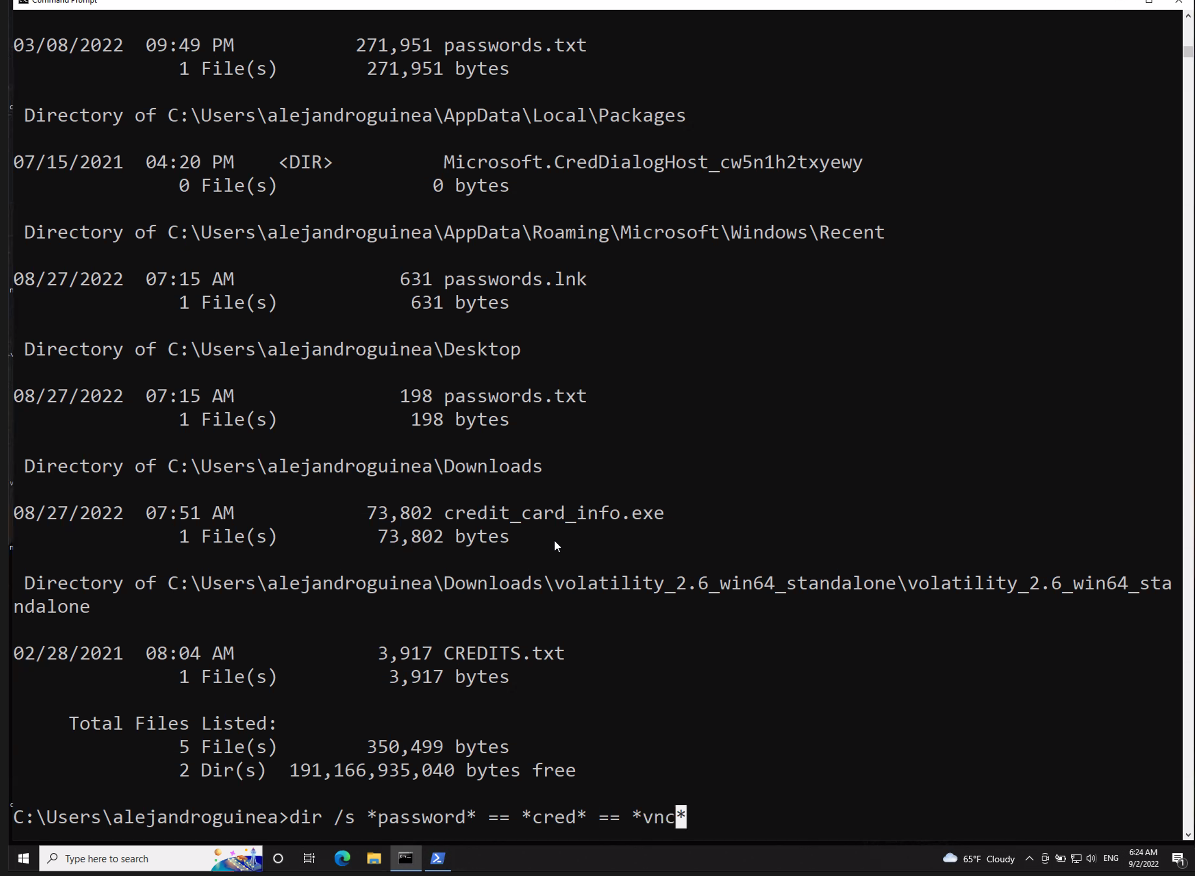 Command Prompt
03/08/2022  09:49 PM           271,951 passwords.txt
               1 File(s)        271,951 bytes
 Directory of C:\Users\alejandroguinea\AppData\Local\Packages
07/15/2021  04:20 PM    <DIR>          Microsoft.CredDialogHost_cw5n1h2txyewy
               0 File(s)              0 bytes
 Directory of C:\Users\alejandroguinea\AppData\Roaming\Microsoft\Windows\Recent
08/27/2022  07:15 AM               631 passwords.lnk
               1 File(s)            631 bytes
 Directory of C:\Users\alejandroguinea\Desktop
08/27/2022  07:15 AM               198 passwords.txt
               1 File(s)            198 bytes
 Directory of C:\Users\alejandroguinea\Downloads
08/27/2022  07:51 AM            73,802 credit_card_info.exe
               1 File(s)         73,802 bytes
 Directory of C:\Users\alejandroguinea\Downloads\volatility_2.6_win64_standalone\volatility_2.6_win64_sta
ndalone
02/28/2021  08:04 AM             3,917 CREDITS.txt
               1 File(s)          3,917 bytes
     Total Files Listed:
               5 File(s)        350,499 bytes
               2 Dir(s)  191,166,935,040 bytes free
C:\Users\alejandroguinea>dir /s *password* == *cred* == *vnc*
Type here to search
65°F Cloudy
ENG
6:24 AM
9/2/2022
1